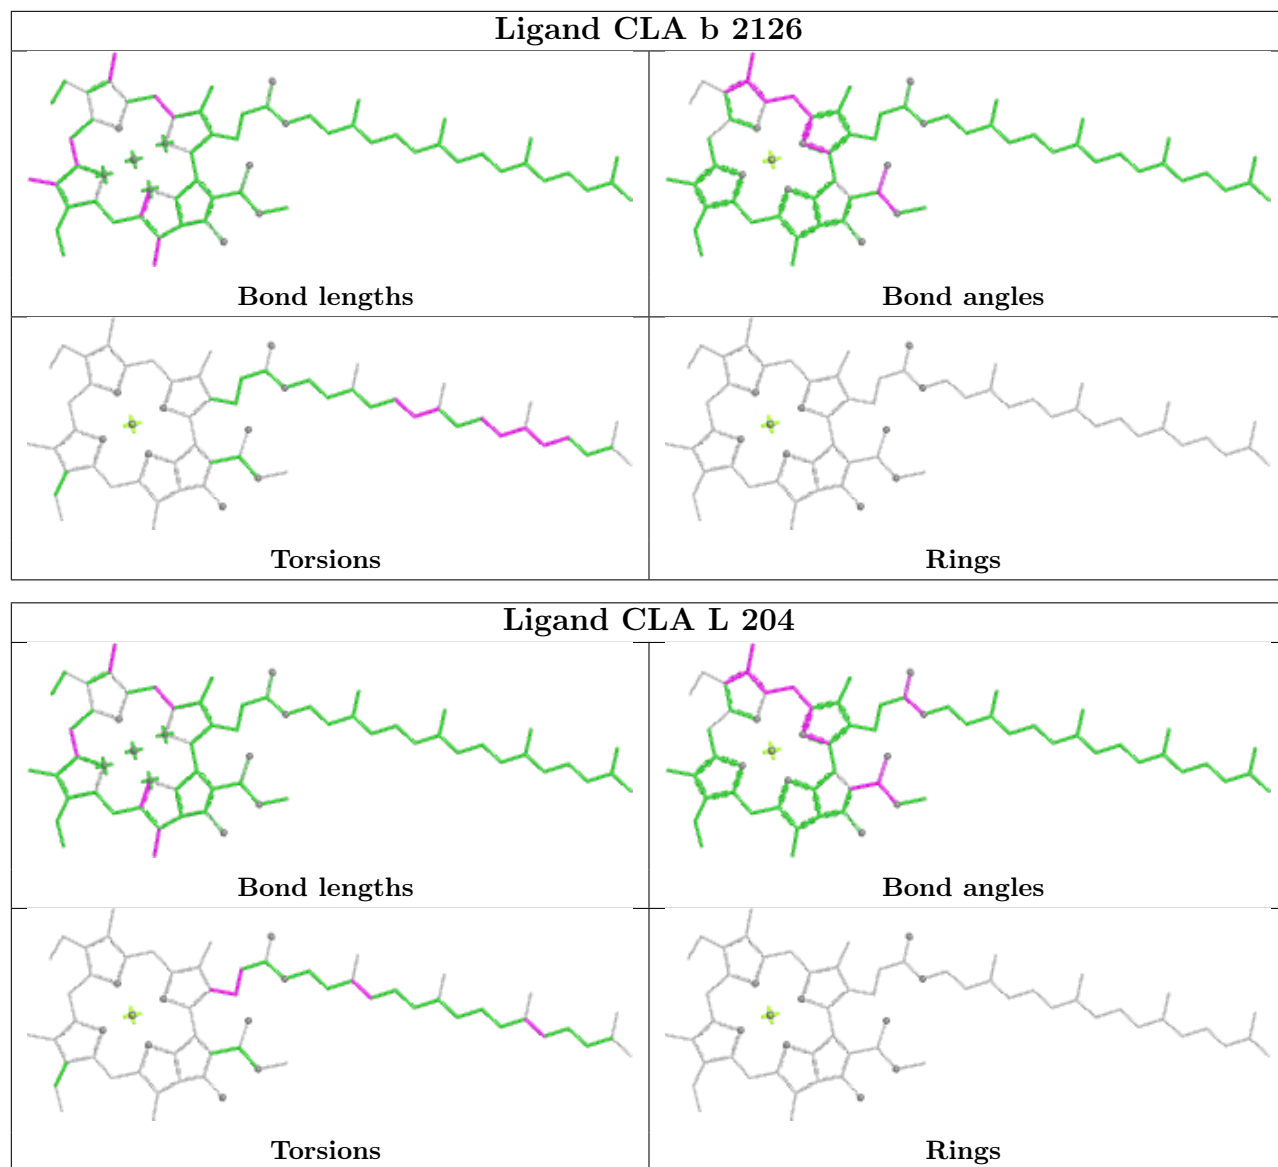 Ligand CLA b 2126
Bond lengths
Bond angles
Torsions
Rings
Ligand CLA L 204
Bond lengths
Bond angles
Torsions
Rings